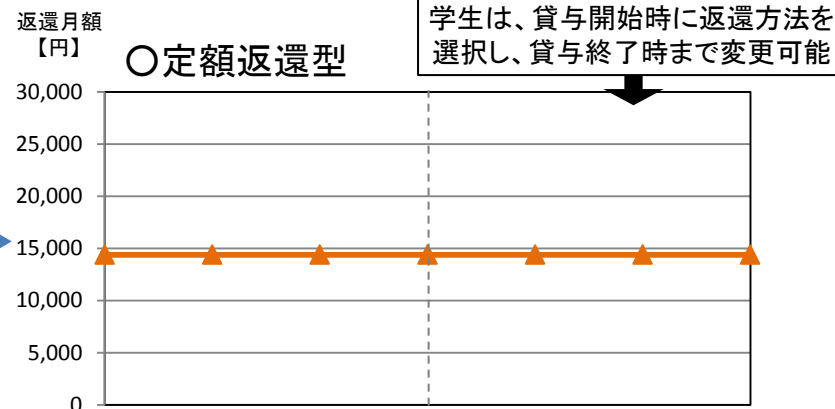 返還月額
【円】
〇定額返還型
学生は、貸与開始時に返還方法を
選択し、貸与終了時まで変更可能
30,000
25,000
20,000
15,000
10,000
5,000
0